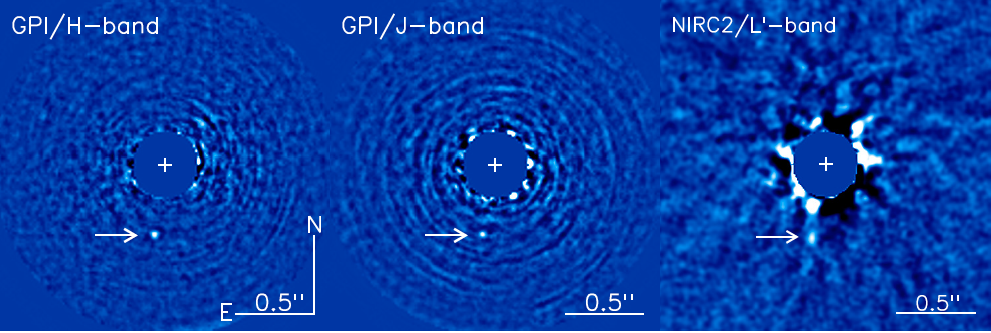 GPI/H-band
GPI/J-band
NIRC2/L'-band
N
E
0.5''
0.5''
0.5''